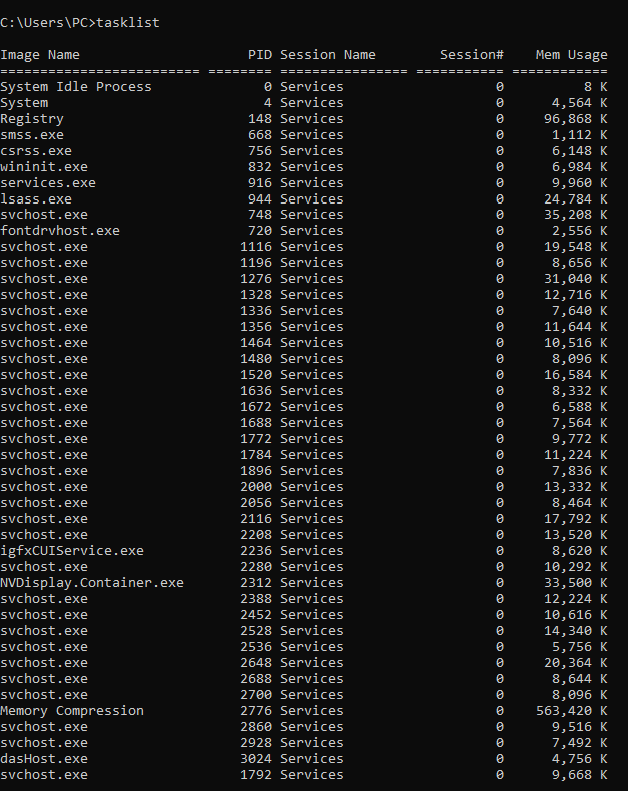 C:\Users\PC>tasklist
Image Name                     PID Session Name        Session#    Mem Usage
========================= ======== ================ =========== ============
System Idle Process              0 Services                   0          8 K
System                           4 Services                   0      4,564 K
Registry                       148 Services                   0     96,868 K
smss.exe                       668 Services                   0      1,112 K
csrss.exe                      756 Services                   0      6,148 K
wininit.exe                    832 Services                   0      6,984 K
services.exe                   916 Services                   0      9,960 K
lsass.exe                      944 Services                   0     24,784 K
svchost.exe                    748 Services                   0     35,208 K
fontdrvhost.exe                720 Services                   0      2,556 K
svchost.exe                   1116 Services                   0     19,548 K
svchost.exe                   1196 Services                   0      8,656 K
svchost.exe                   1276 Services                   0     31,040 K
svchost.exe                   1328 Services                   0     12,716 K
svchost.exe                   1336 Services                   0      7,640 K
svchost.exe                   1356 Services                   0     11,644 K
svchost.exe                   1464 Services                   0     10,516 K
svchost.exe                   1480 Services                   0      8,096 K
svchost.exe                   1520 Services                   0     16,584 K
svchost.exe                   1636 Services                   0      8,332 K
svchost.exe                   1672 Services                   0      6,588 K
svchost.exe                   1688 Services                   0      7,564 K
svchost.exe                   1772 Services                   0      9,772 K
svchost.exe                   1784 Services                   0     11,224 K
svchost.exe                   1896 Services                   0      7,836 K
svchost.exe                   2000 Services                   0     13,332 K
svchost.exe                   2056 Services                   0      8,464 K
svchost.exe                   2116 Services                   0     17,792 K
svchost.exe                   2208 Services                   0     13,520 K
igfxCUIService.exe            2236 Services                   0      8,620 K
svchost.exe                   2280 Services                   0     10,292 K
NVDisplay.Container.exe       2312 Services                   0     33,500 K
svchost.exe                   2388 Services                   0     12,224 K
svchost.exe                   2452 Services                   0     10,616 K
svchost.exe                   2528 Services                   0     14,340 K
svchost.exe                   2536 Services                   0      5,756 K
svchost.exe                   2648 Services                   0     20,364 K
svchost.exe                   2688 Services                   0      8,644 K
svchost.exe                   2700 Services                   0      8,096 K
Memory Compression            2776 Services                   0    563,420 K
svchost.exe                   2860 Services                   0      9,516 K
svchost.exe                   2928 Services                   0      7,492 K
dasHost.exe                   3024 Services                   0      4,756 K
svchost.exe                   1792 Services                   0      9,668 K